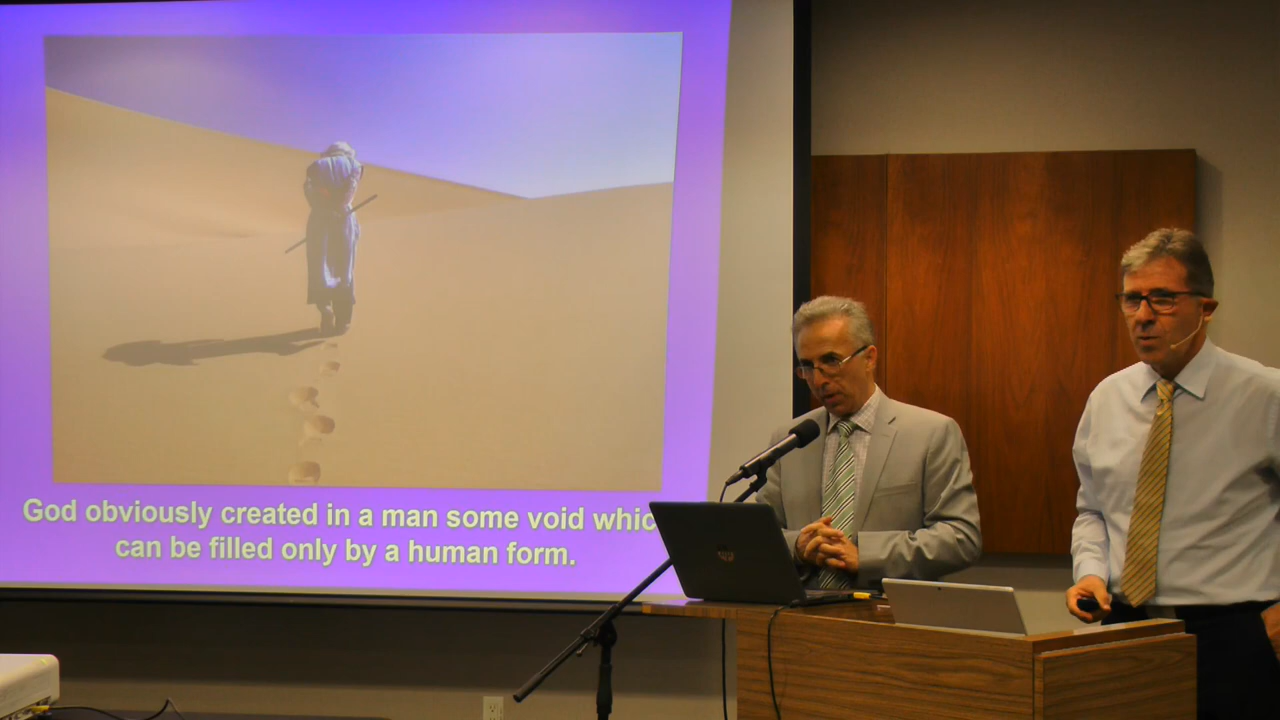 God obviously created in a man some void whic
can be filled only by a human form.